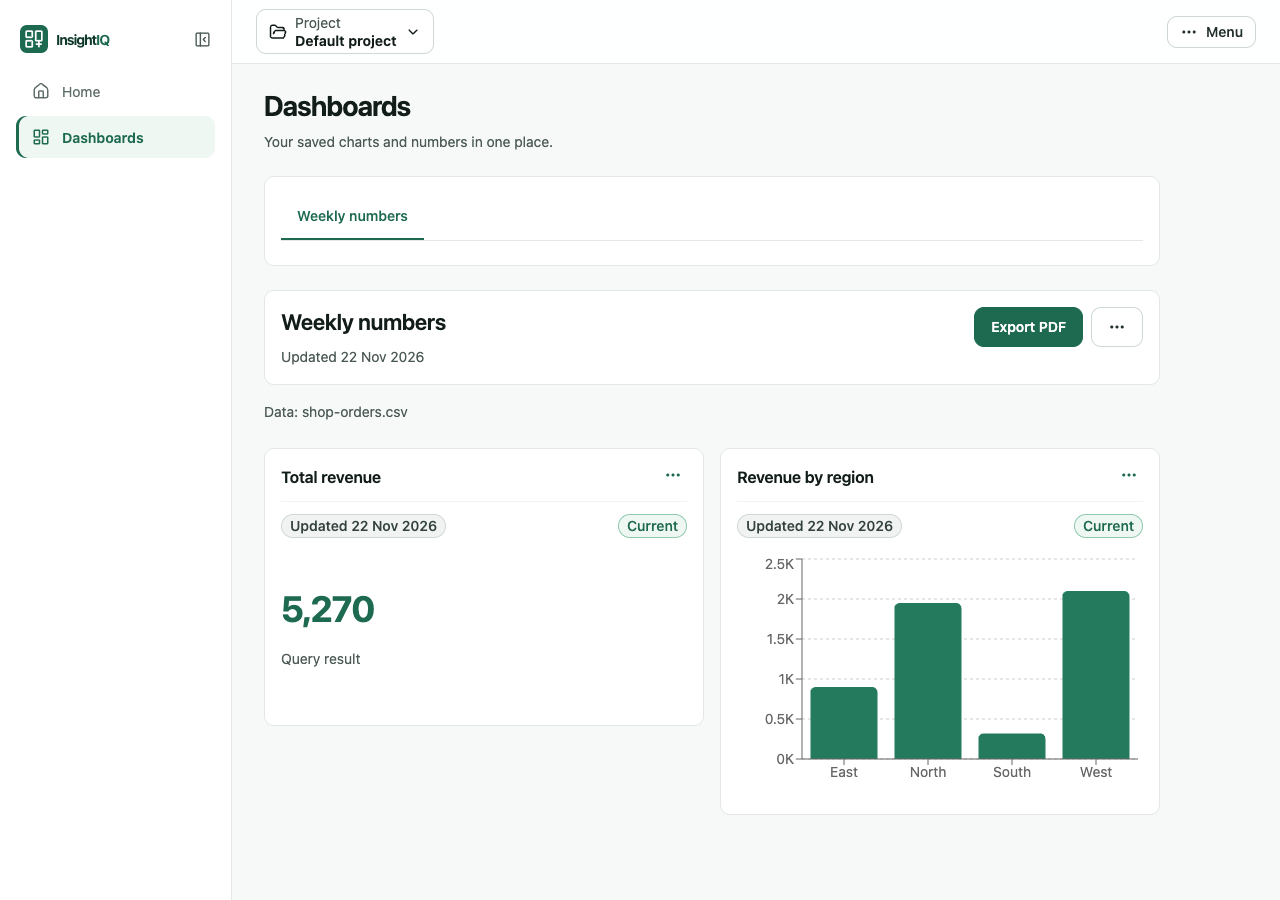 InsightIQ
Home
Dashboards
Project
Default project
Menu
Dashboards
Your saved charts and numbers in one place.
Weekly numbers
Weekly numbers
Updated 22 Nov 2026
Export PDF
Data: shop-orders.csv
Total revenue
Updated 22 Nov 2026
Current
5,270
Query result
Revenue by region
Updated 22 Nov 2026
Current
2.5K
2K
1.5K
1K
0.5K
0K
East
North
South
West